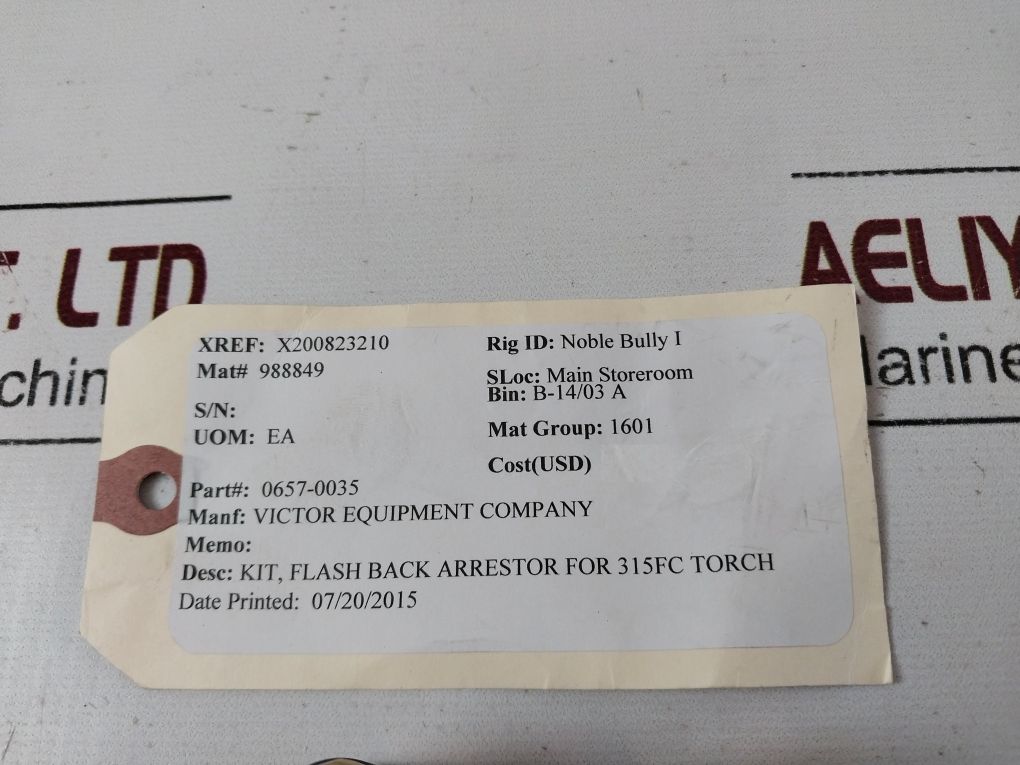 LTD
AELIY
XREF: X200823210
Mat# 988849
S/N:
UOM: EA
Rig ID: Noble Bully I
SLoc: Main Storeroom
Bin: B-14/03 A
Mat Group: 1601
Cost(USD)
Part#: 0657-0035
Manf: VICTOR EQUIPMENT COMPANY
Memo:
Desc: KIT, FLASH BACK ARRESTOR FOR 315FC TORCH
Date Printed: 07/20/2015
chin
arine